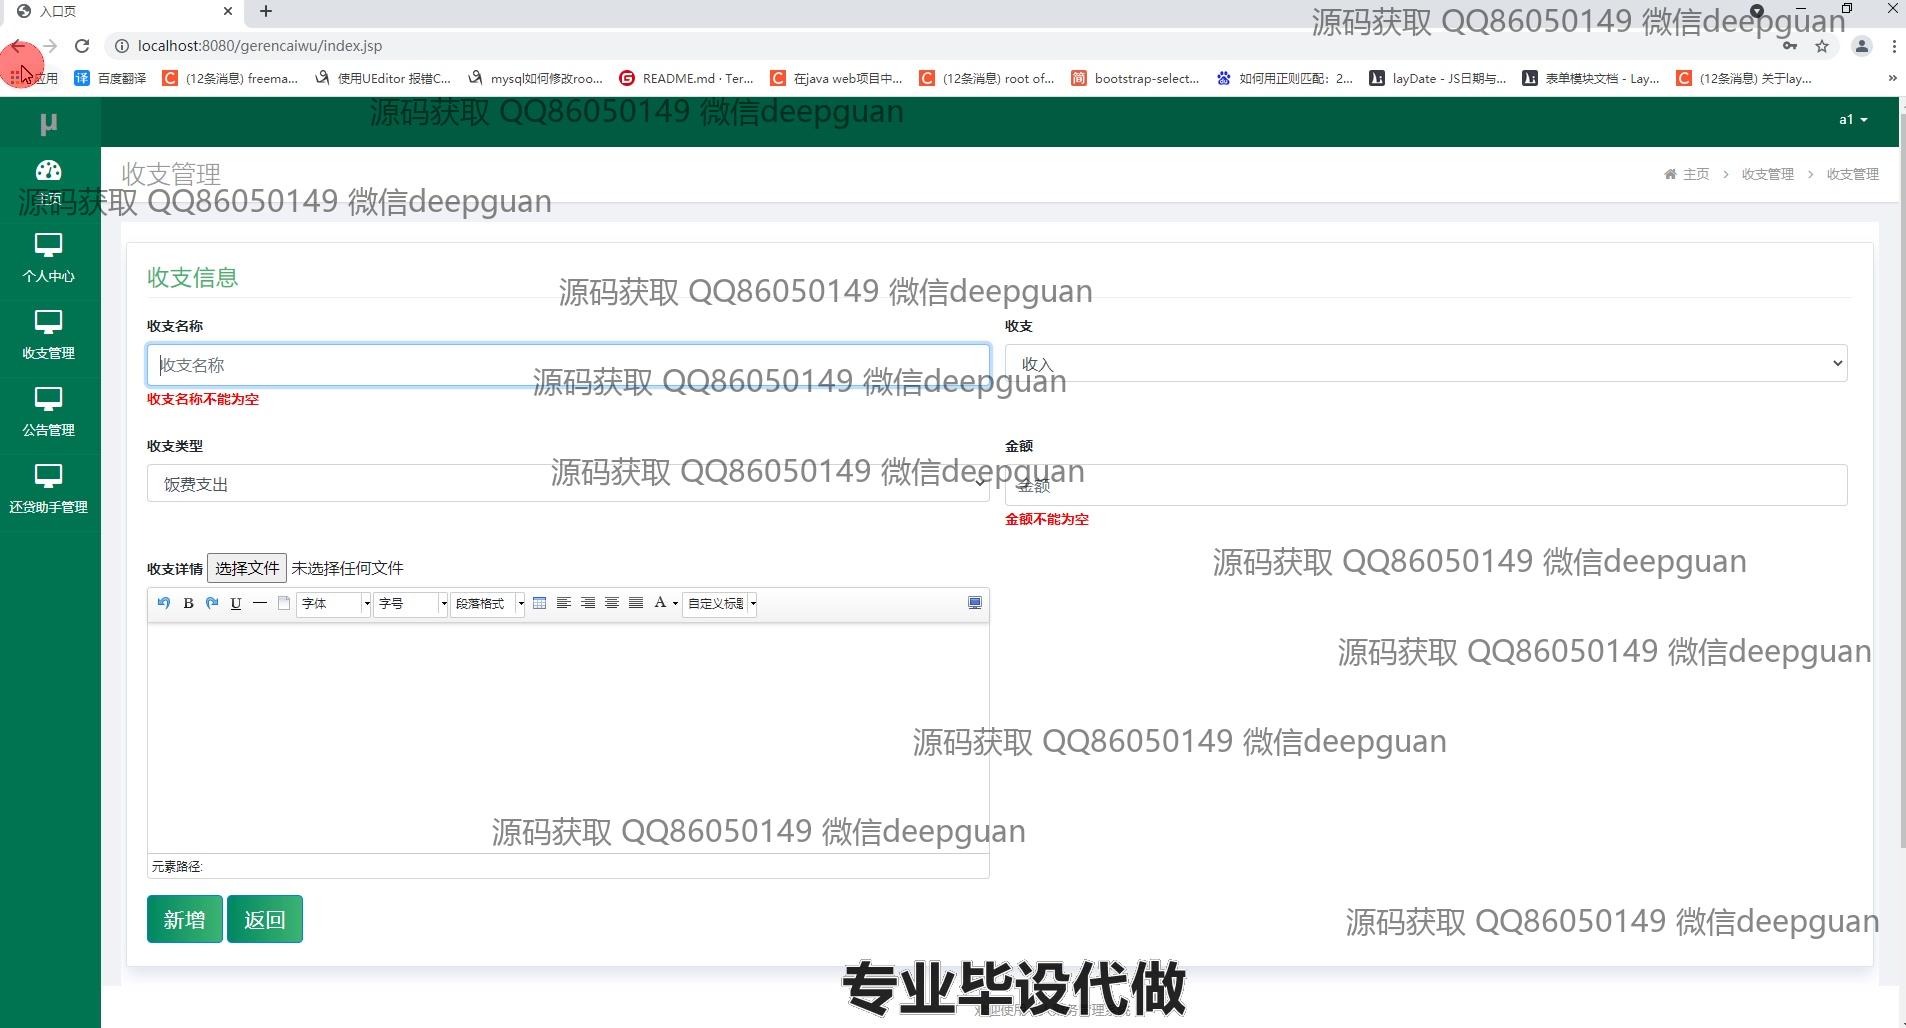 入口页
源码获取 QQ86050149 微信deepguan
localhost:8080/gerencaiwu/index.jsp
应用 百度翻译 (12条消息) freema... 使用UEditor 报错C... mysql如何修改roo... README.md · Ter... 在java web项目中... (12条消息) root of... bootstrap-select... 如何用正则匹配：2... layDate - JS日期与... 表单模块文档 - Lay... (12条消息) 关于lay... »
源码获取 QQ86050149 微信deepguan
μ
a1
收支管理
主页 > 收支管理 > 收支管理
主页
源码获取 QQ86050149 微信deepguan
个人中心
收支管理
公告管理
还贷助手管理
收支信息
源码获取 QQ86050149 微信deepguan
收支名称
收支
收支名称
收入
源码获取 QQ86050149 微信deepguan
收支名称不能为空
收支类型
金额
饭费支出
源码获取 QQ86050149 微信deepguan
金额
金额不能为空
收支详情 选择文件 未选择任何文件
源码获取 QQ86050149 微信deepguan
B U 字体 字号 段落格式 A 自定义标题
源码获取 QQ86050149 微信deepguan
源码获取 QQ86050149 微信deepguan
源码获取 QQ86050149 微信deepguan
元素路径:
新增 返回
源码获取 QQ86050149 微信deepguan
专业毕设代做